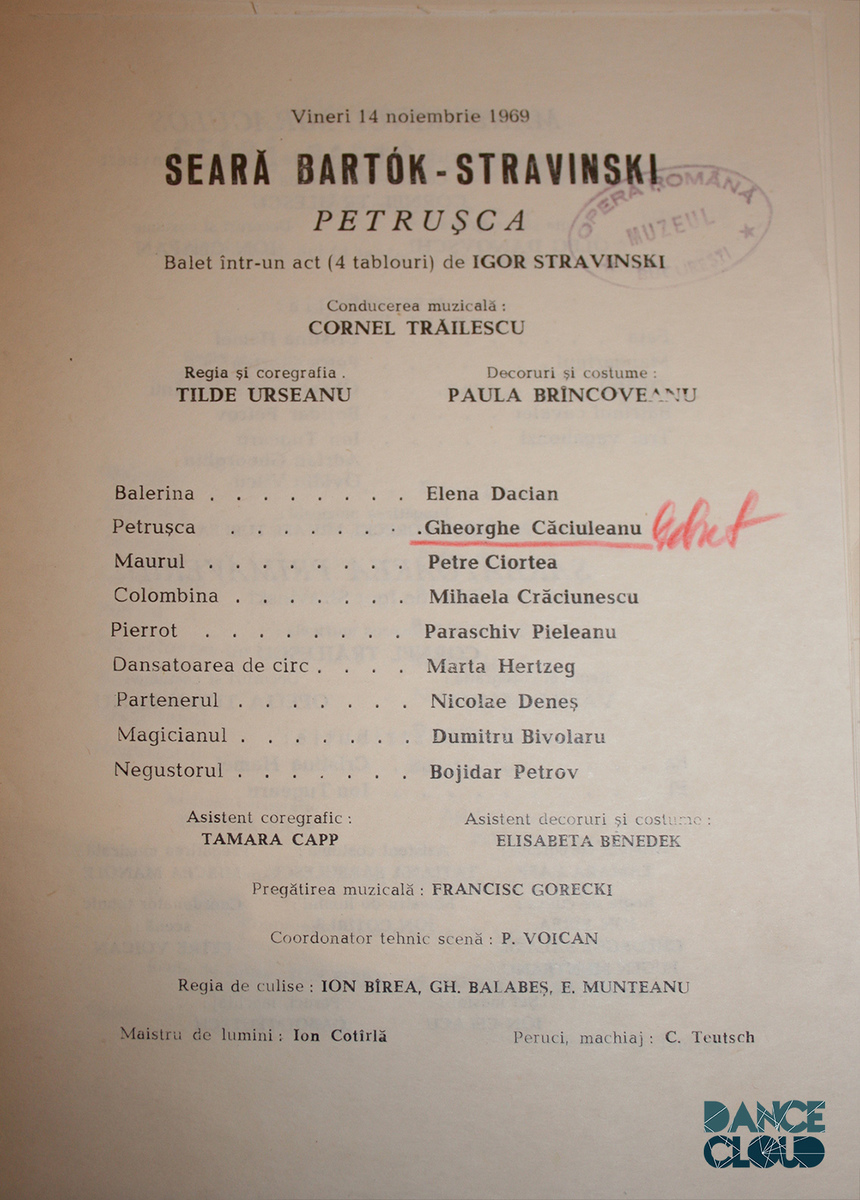 Vineri 14 noiembrie 1969
SEARĂ BARTÓK-STRAVINSKI
PETRUŞCA
Balet într-un act (4 tablouri) de IGOR STRAVINSKI
OPERA ROMÂNĂ
MUZEUL
Conducerea muzicală :
CORNEL TRĂILESCU
Regia şi coregrafia .
TILDE URSEANU
Decoruri şi costume :
PAULA BRÎNCOVEANU
Balerina . . . . . . . . Elena Dacian
Petruşca . . . . . . . . Gheorghe Căciuleanu debut
Maurul . . . . . . . . Petre Ciortea
Colombina . . . . . . Mihaela Crăciunescu
Pierrot . . . . . . . . Paraschiv Pieleanu
Dansatoarea de circ . . . . Marta Hertzeg
Partenerul . . . . . . . Nicolae Deneş
Magicianul . . . . . . . Dumitru Bivolaru
Negustorul . . . . . . . Bojidar Petrov
Asistent coregrafic :
TAMARA CAPP
Asistent decoruri şi costume :
ELISABETA BENEDEK
Pregătirea muzicală : FRANCISC GORECKI
Coordonator tehnic scenă : P. VOICAN
Regia de culise : ION BÎREA, GH. BALABEŞ, E. MUNTEANU
Maistru de lumini : Ion Cotîrlă
Peruci, machiaj : C. Teutsch
DANCE
CLOUD